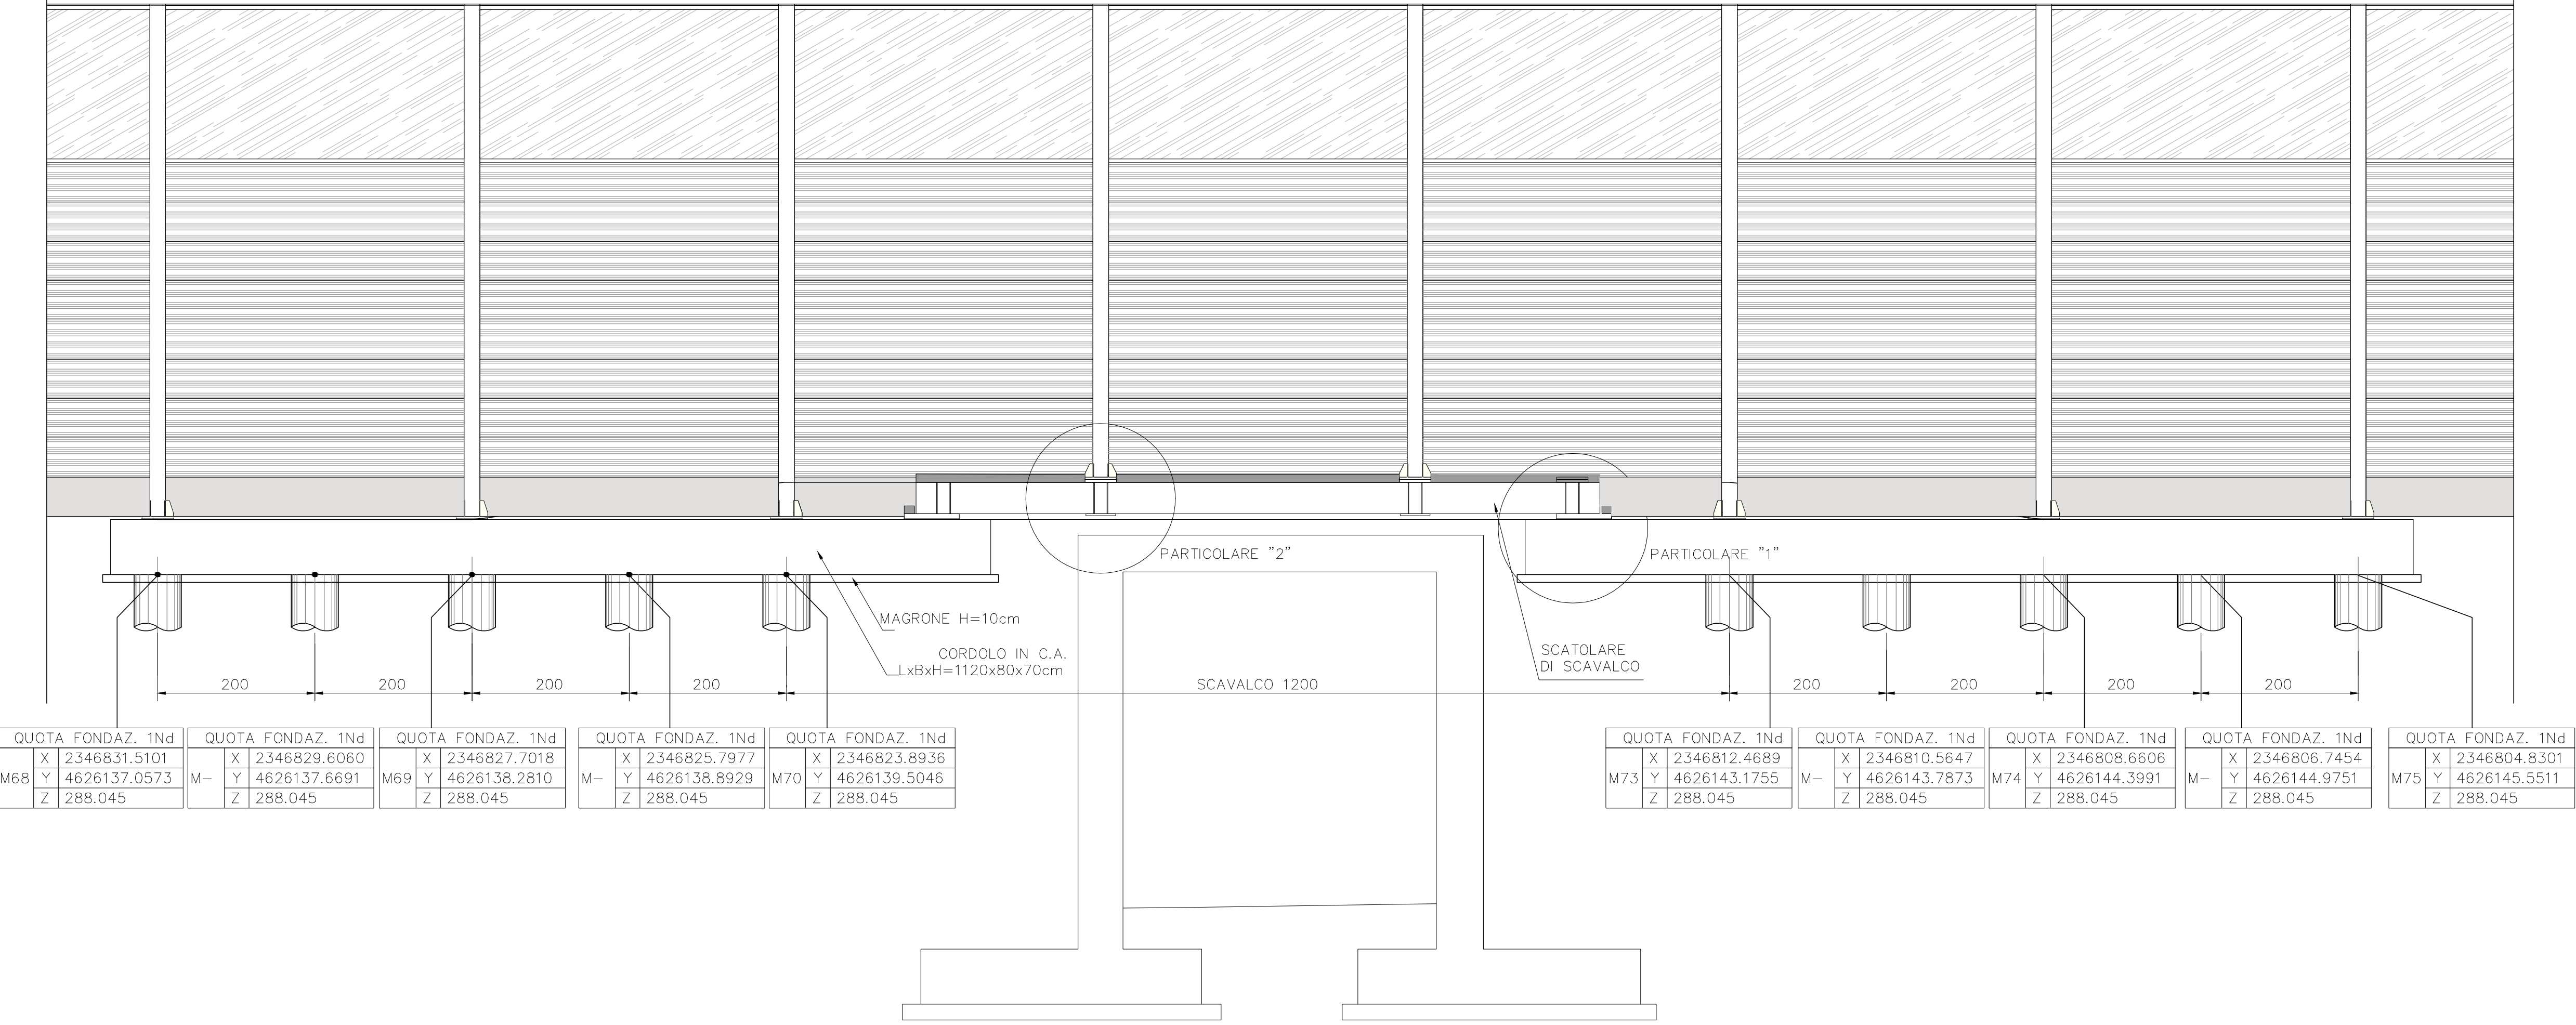 PARTICOLARE "2"
PARTICOLARE "1"
MAGRONE H=10cm
CORDOLO IN C.A.
LxBxH=1120x80x70cm
SCATOLARE
DI SCAVALCO
200 200 200 200 SCAVALCO 1200 200 200 200 200
QUOTA FONDAZ. 1Nd
X 2346831.5101
M68 Y 4626137.0573
Z 288.045
QUOTA FONDAZ. 1Nd
X 2346829.6060
M- Y 4626137.6691
Z 288.045
QUOTA FONDAZ. 1Nd
X 2346827.7018
M69 Y 4626138.2810
Z 288.045
QUOTA FONDAZ. 1Nd
X 2346825.7977
M- Y 4626138.8929
Z 288.045
QUOTA FONDAZ. 1Nd
X 2346823.8936
M70 Y 4626139.5046
Z 288.045
QUOTA FONDAZ. 1Nd
X 2346812.4689
M73 Y 4626143.1755
Z 288.045
QUOTA FONDAZ. 1Nd
X 2346810.5647
M- Y 4626143.7873
Z 288.045
QUOTA FONDAZ. 1Nd
X 2346808.6606
M74 Y 4626144.3991
Z 288.045
QUOTA FONDAZ. 1Nd
X 2346806.7454
M- Y 4626144.9751
Z 288.045
QUOTA FONDAZ. 1Nd
X 2346804.8301
M75 Y 4626145.5511
Z 288.045